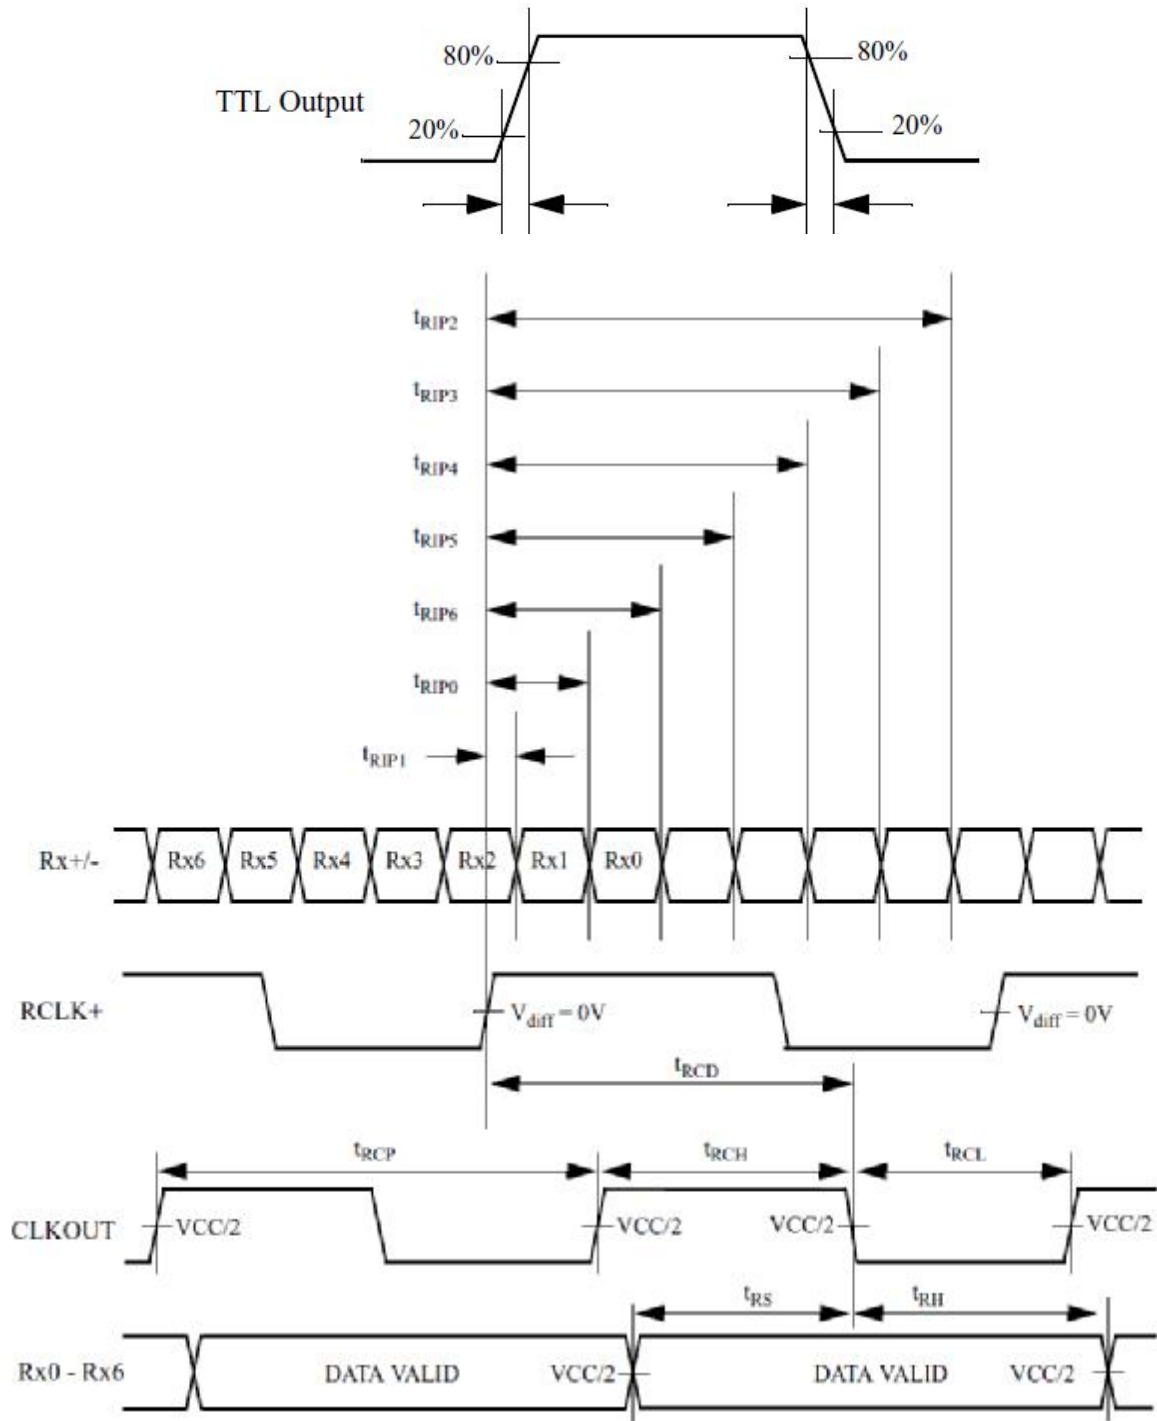 80% 80%
TTL Output
20% 20%
tRIP2
tRIP3
tRIP4
tRIP5
tRIP6
tRIP0
tRIP1
Rx+/- Rx6 Rx5 Rx4 Rx3 Rx2 Rx1 Rx0
RCLK+ Vdiff = 0V Vdiff = 0V
tRCD
tRCP tRCH tRCL
CLKOUT VCC/2 VCC/2 VCC/2 VCC/2
tRS tRH
Rx0 - Rx6 DATA VALID VCC/2 DATA VALID VCC/2